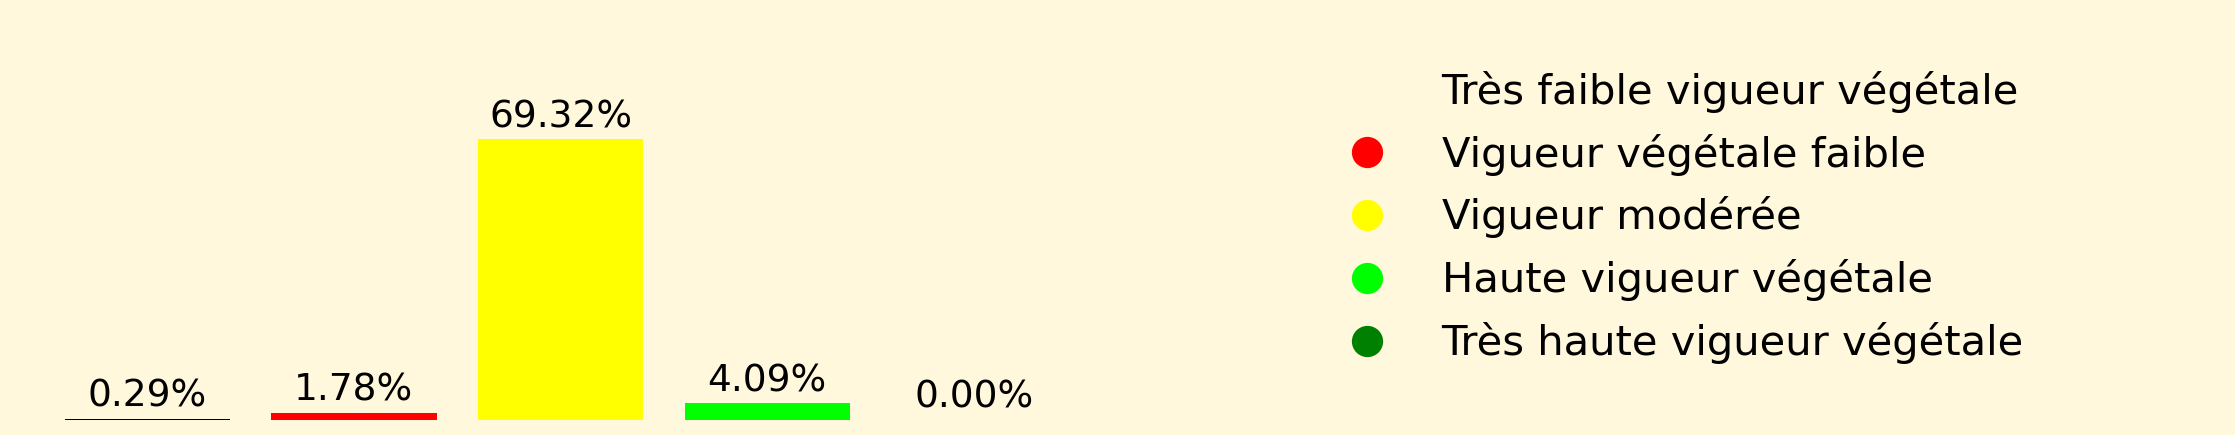 0.29%
1.78%
69.32%
4.09%
0.00%
Très faible vigueur végétale
Vigueur végétale faible
Vigueur modérée
Haute vigueur végétale
Très haute vigueur végétale